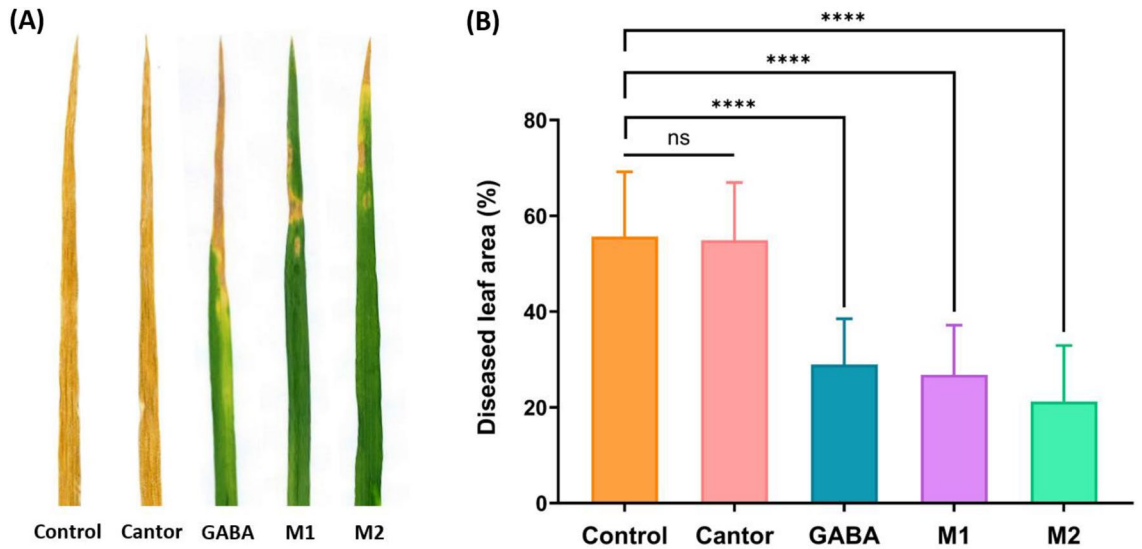 (A)
Control Cantor GABA M1 M2
(B)
****
****
****
ns
Diseased leaf area (%)
80
60
40
20
0
Control Cantor GABA M1 M2